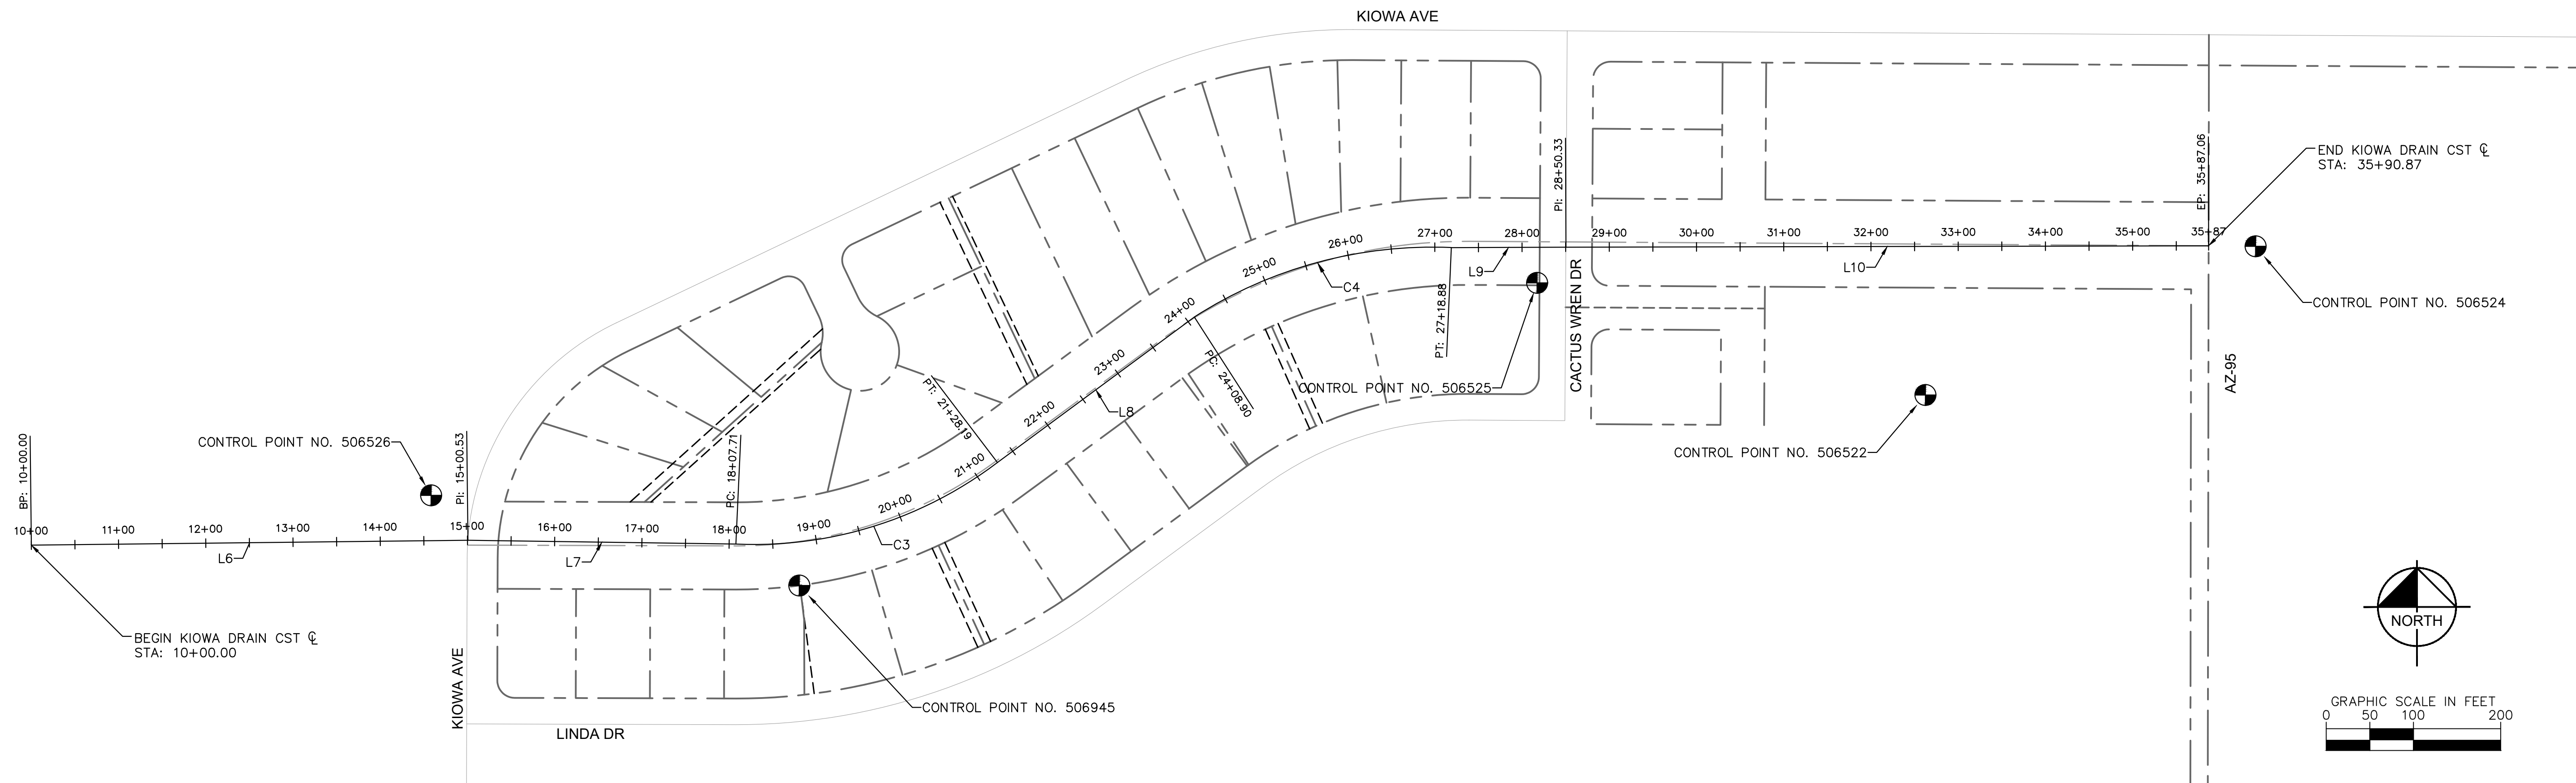 KIOWA AVE
BP: 10+00.00
10+00
11+00
12+00
13+00
14+00
15+00
16+00
17+00
18+00
19+00
20+00
21+00
22+00
23+00
24+00
25+00
26+00
27+00
28+00
29+00
30+00
31+00
32+00
33+00
34+00
35+00
35+87
CONTROL POINT NO. 506526
PI: 15+00.53
PC: 18+07.71
PT: 21+28.19
PC: 24+08.90
PT: 27+18.88
PI: 28+50.33
EP: 35+87.06
END KIOWA DRAIN CST ℄
STA: 35+90.87
CONTROL POINT NO. 506524
L6
L7
C3
L8
C4
L9
L10
CONTROL POINT NO. 506525
CACTUS WREN DR
CONTROL POINT NO. 506522
AZ-95
BEGIN KIOWA DRAIN CST ℄
STA: 10+00.00
KIOWA AVE
LINDA DR
CONTROL POINT NO. 506945
NORTH
GRAPHIC SCALE IN FEET
0 50 100 200